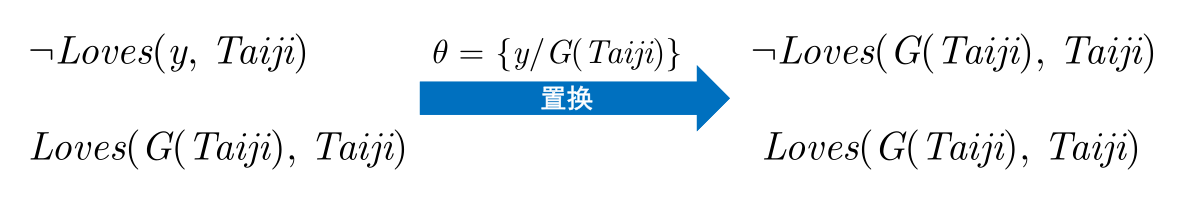 ¬Loves(y, Taiji)
θ = {y/G(Taiji)}
置換
¬Loves(G(Taiji), Taiji)
Loves(G(Taiji), Taiji)
Loves(G(Taiji), Taiji)